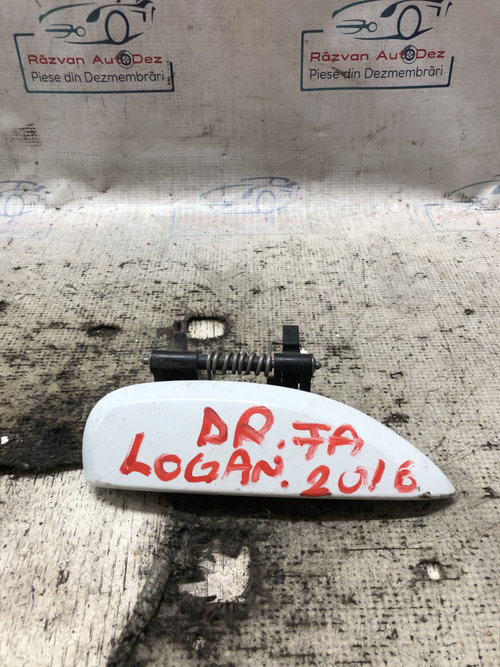 Răzvan AutoDez
Piese din Dezmembrări
Răzvan AutoDez
Piese din Dezmembrări
DR. FA
LOGAN. 2016